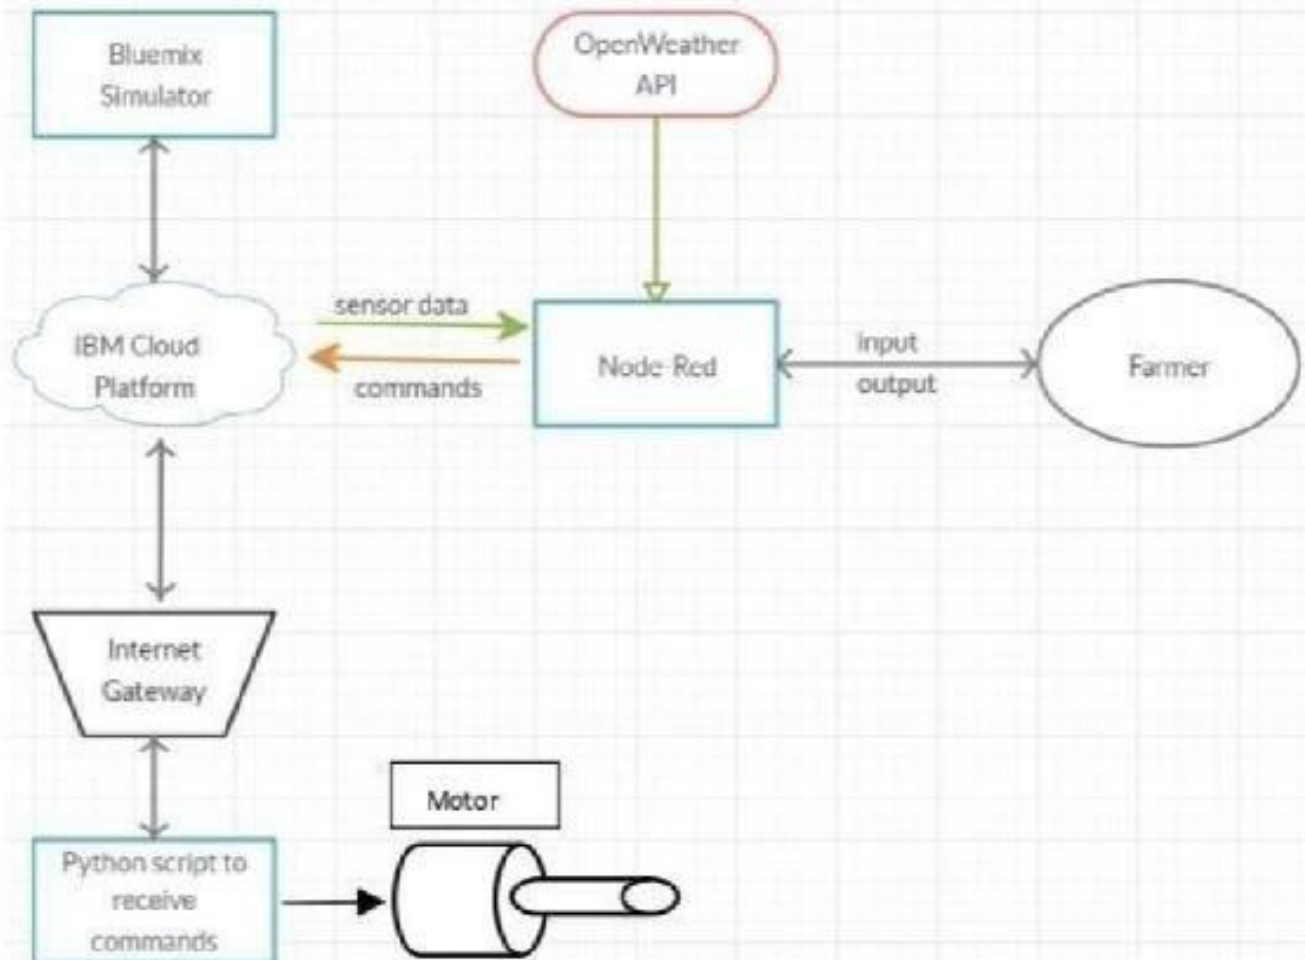 Bluemix
Simulator
OpenWeather
API
sensor data
commands
IBM Cloud
Platform
Node-Red
input
output
Farmer
Internet
Gateway
Motor
Python script to
receive
commands